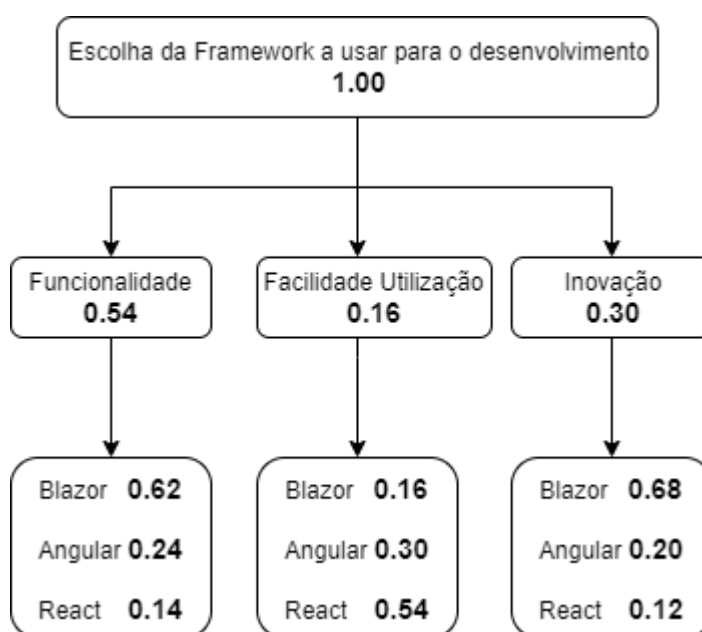 Escolha da Framework a usar para o desenvolvimento
1.00
Funcionalidade
0.54
Facilidade Utilização
0.16
Inovação
0.30
Blazor 0.62
Angular 0.24
React 0.14
Blazor 0.16
Angular 0.30
React 0.54
Blazor 0.68
Angular 0.20
React 0.12